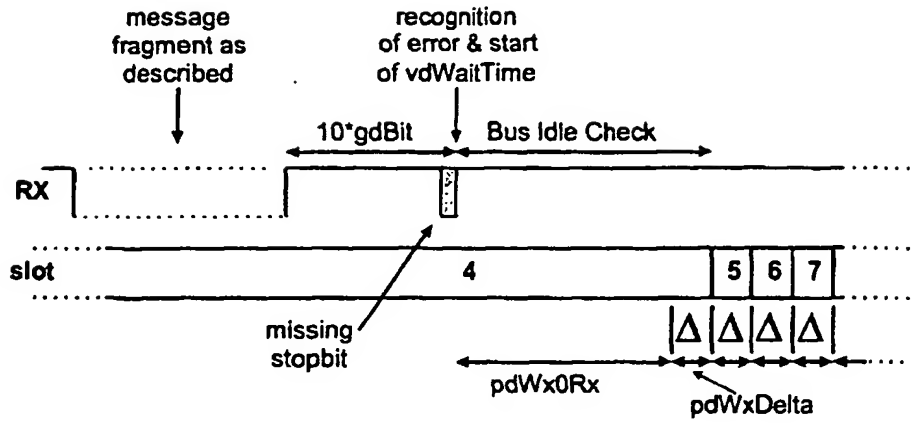 message
fragment as
described
recognition
of error & start
of vdWaitTime
10*gdBit
Bus Idle Check
RX
slot
4
5
6
7
missing
stopbit
Δ
Δ
Δ
Δ
pdWx0Rx
pdWxDelta